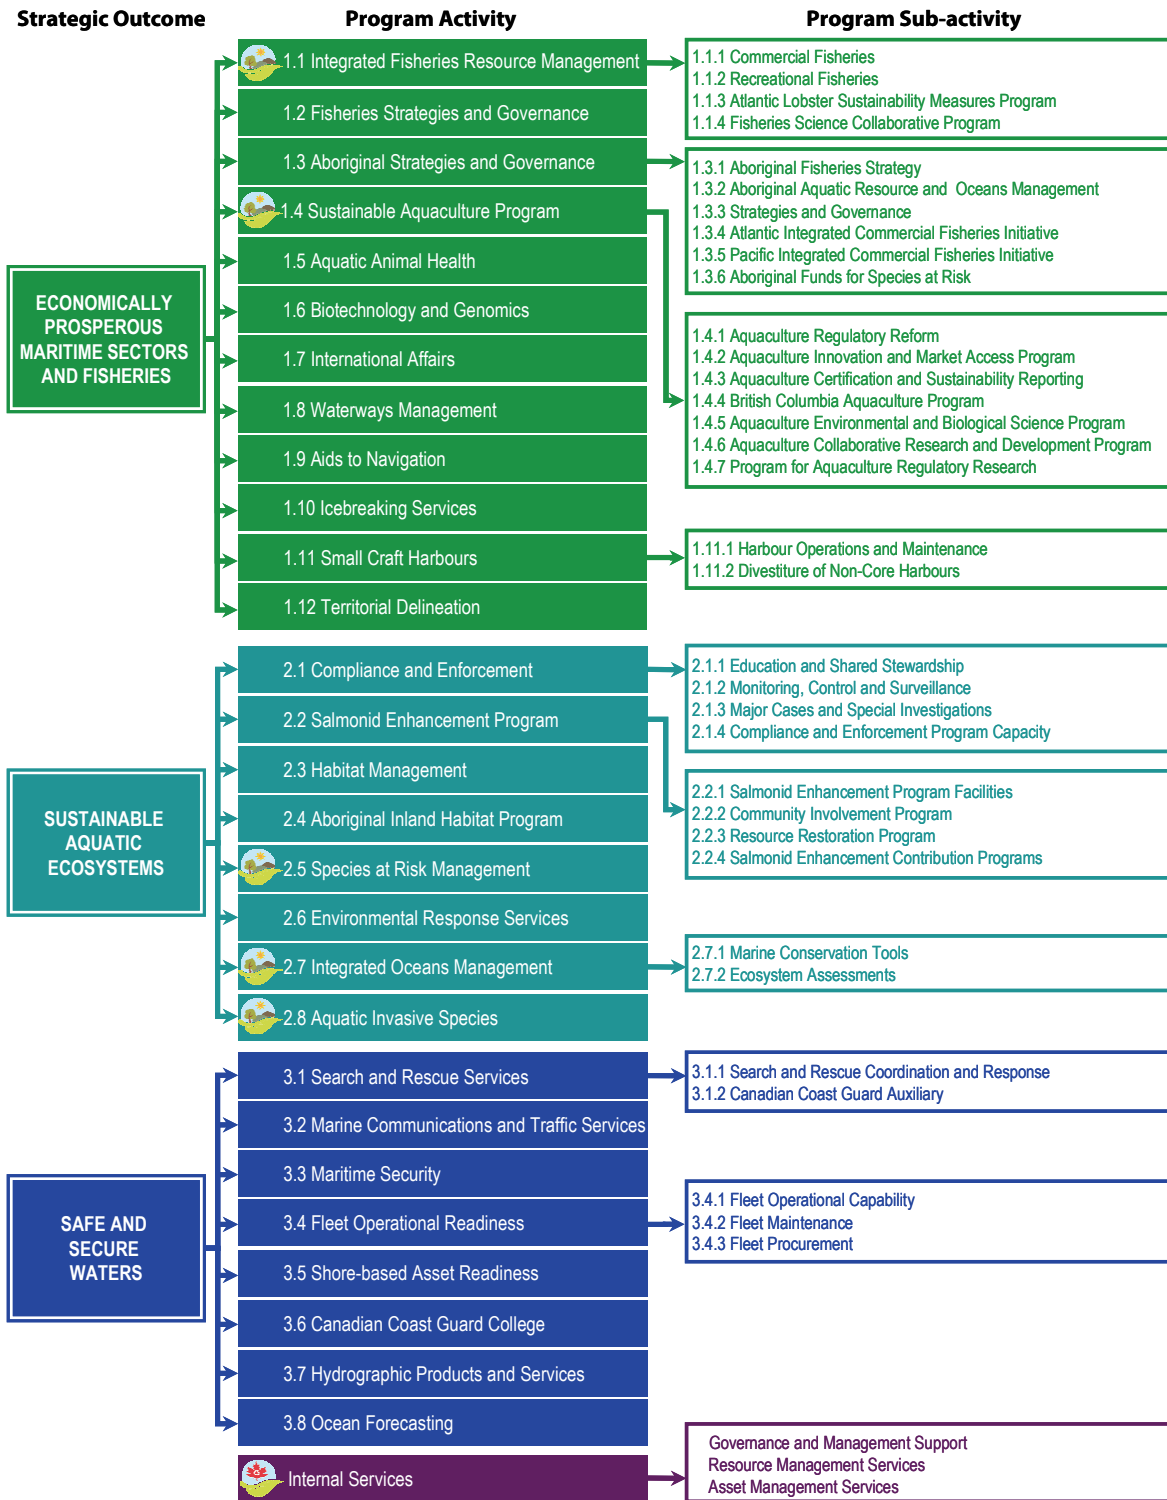 Strategic Outcome
Program Activity
Program Sub-activity
ECONOMICALLY
PROSPEROUS
MARITIME SECTORS
AND FISHERIES
1.1 Integrated Fisheries Resource Management
1.2 Fisheries Strategies and Governance
1.3 Aboriginal Strategies and Governance
1.4 Sustainable Aquaculture Program
1.5 Aquatic Animal Health
1.6 Biotechnology and Genomics
1.7 International Affairs
1.8 Waterways Management
1.9 Aids to Navigation
1.10 Icebreaking Services
1.11 Small Craft Harbours
1.12 Territorial Delineation
1.1.1 Commercial Fisheries
1.1.2 Recreational Fisheries
1.1.3 Atlantic Lobster Sustainability Measures Program
1.1.4 Fisheries Science Collaborative Program
1.3.1 Aboriginal Fisheries Strategy
1.3.2 Aboriginal Aquatic Resource and Oceans Management
1.3.3 Strategies and Governance
1.3.4 Atlantic Integrated Commercial Fisheries Initiative
1.3.5 Pacific Integrated Commercial Fisheries Initiative
1.3.6 Aboriginal Funds for Species at Risk
1.4.1 Aquaculture Regulatory Reform
1.4.2 Aquaculture Innovation and Market Access Program
1.4.3 Aquaculture Certification and Sustainability Reporting
1.4.4 British Columbia Aquaculture Program
1.4.5 Aquaculture Environmental and Biological Science Program
1.4.6 Aquaculture Collaborative Research and Development Program
1.4.7 Program for Aquaculture Regulatory Research
1.11.1 Harbour Operations and Maintenance
1.11.2 Divestiture of Non-Core Harbours
SUSTAINABLE
AQUATIC
ECOSYSTEMS
2.1 Compliance and Enforcement
2.2 Salmonid Enhancement Program
2.3 Habitat Management
2.4 Aboriginal Inland Habitat Program
2.5 Species at Risk Management
2.6 Environmental Response Services
2.7 Integrated Oceans Management
2.8 Aquatic Invasive Species
2.1.1 Education and Shared Stewardship
2.1.2 Monitoring, Control and Surveillance
2.1.3 Major Cases and Special Investigations
2.1.4 Compliance and Enforcement Program Capacity
2.2.1 Salmonid Enhancement Program Facilities
2.2.2 Community Involvement Program
2.2.3 Resource Restoration Program
2.2.4 Salmonid Enhancement Contribution Programs
2.7.1 Marine Conservation Tools
2.7.2 Ecosystem Assessments
SAFE AND
SECURE
WATERS
3.1 Search and Rescue Services
3.2 Marine Communications and Traffic Services
3.3 Maritime Security
3.4 Fleet Operational Readiness
3.5 Shore-based Asset Readiness
3.6 Canadian Coast Guard College
3.7 Hydrographic Products and Services
3.8 Ocean Forecasting
3.1.1 Search and Rescue Coordination and Response
3.1.2 Canadian Coast Guard Auxiliary
3.4.1 Fleet Operational Capability
3.4.2 Fleet Maintenance
3.4.3 Fleet Procurement
Internal Services
Governance and Management Support
Resource Management Services
Asset Management Services